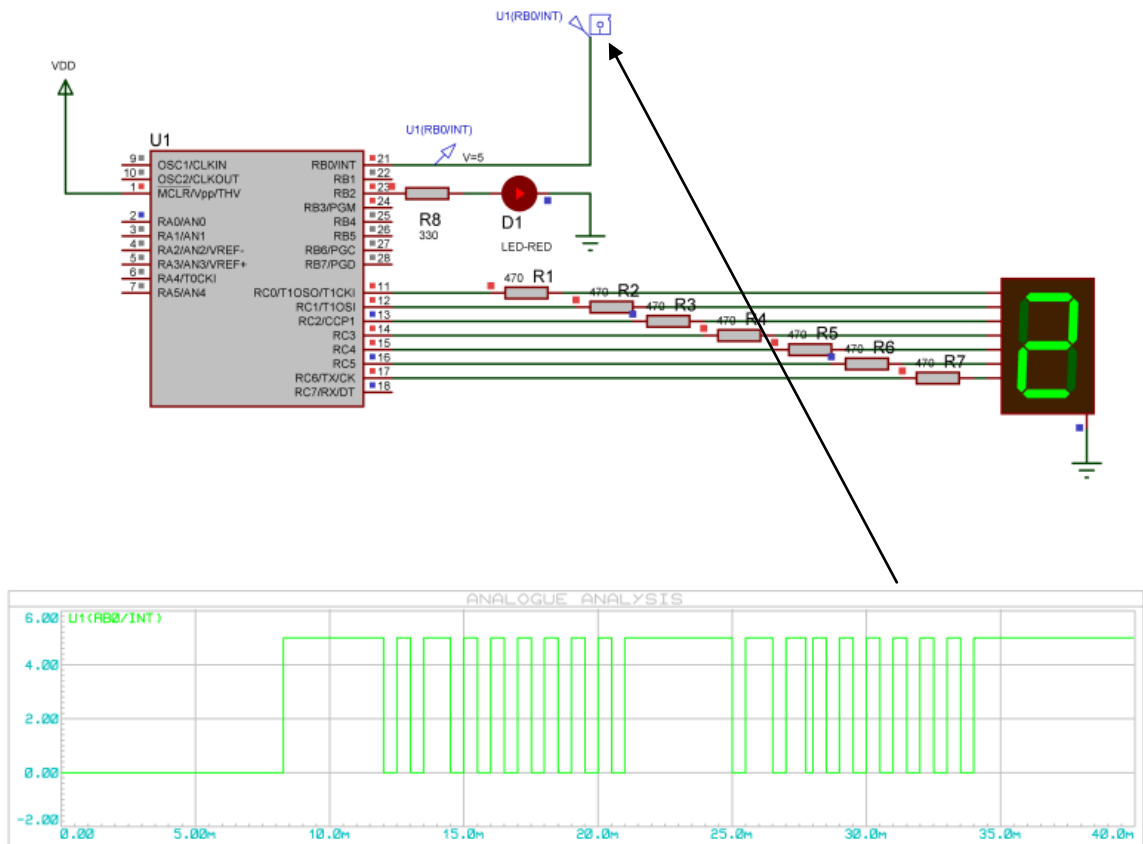 U1(RB0/INT)
VDD
U1
U1(RB0/INT)
V=5
9 OSC1/CLKIN RB0/INT 21
10 OSC2/CLKOUT RB1 22
1 MCLR/Vpp/THV RB2 23
RB3/PGM 24
2 RA0/AN0 RB4 25
3 RA1/AN1 RB5 26
4 RA2/AN2/VREF- RB6/PGC 27
5 RA3/AN3/VREF+ RB7/PGD 28
6 RA4/T0CKI
7 RA5/AN4 RC0/T1OSO/T1CKI 11
RC1/T1OSI 12
RC2/CCP1 13
RC3 14
RC4 15
RC5 16
RC6/TX/CK 17
RC7/RX/DT 18
R8
330
D1
LED-RED
470 R1
470 R2
470 R3
470 R4
470 R5
470 R6
470 R7
2
ANALOGUE ANALYSIS
U1(RB0/INT)
6.00
4.00
2.00
0.00
-2.00
0.00 5.00m 10.0m 15.0m 20.0m 25.0m 30.0m 35.0m 40.0m